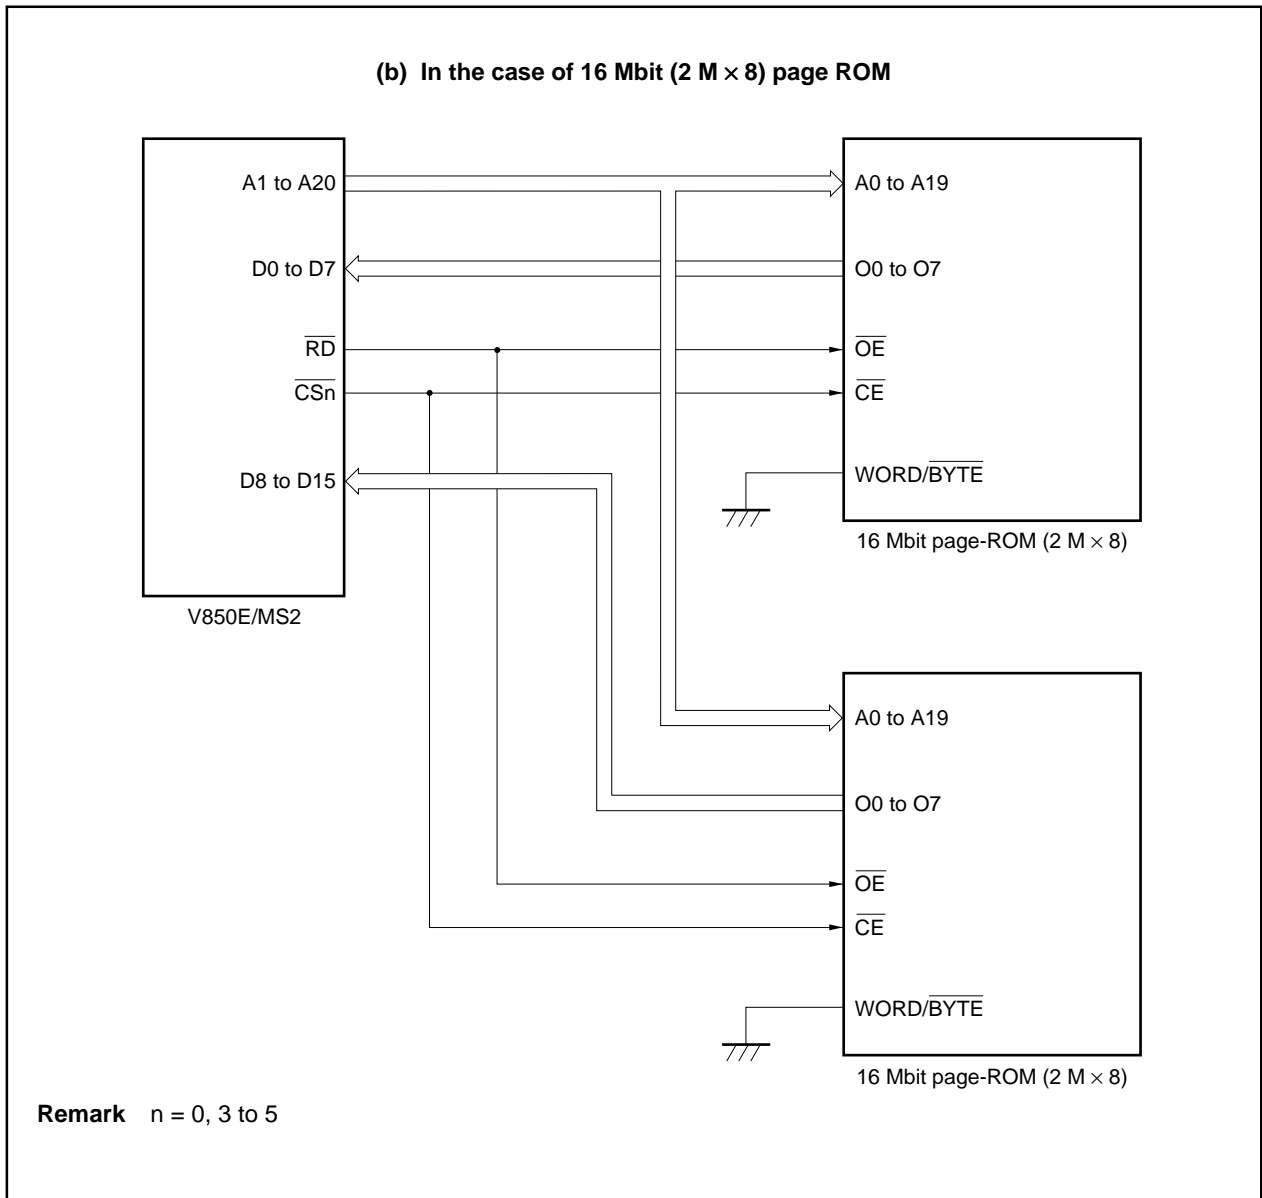 (b) In the case of 16 Mbit (2 M × 8) page ROM
A1 to A20
D0 to D7
RD
CSn
D8 to D15
V850E/MS2
A0 to A19
O0 to O7
OE
CE
WORD/BYTE
16 Mbit page-ROM (2 M × 8)
A0 to A19
O0 to O7
OE
CE
WORD/BYTE
16 Mbit page-ROM (2 M × 8)
Remark n = 0, 3 to 5